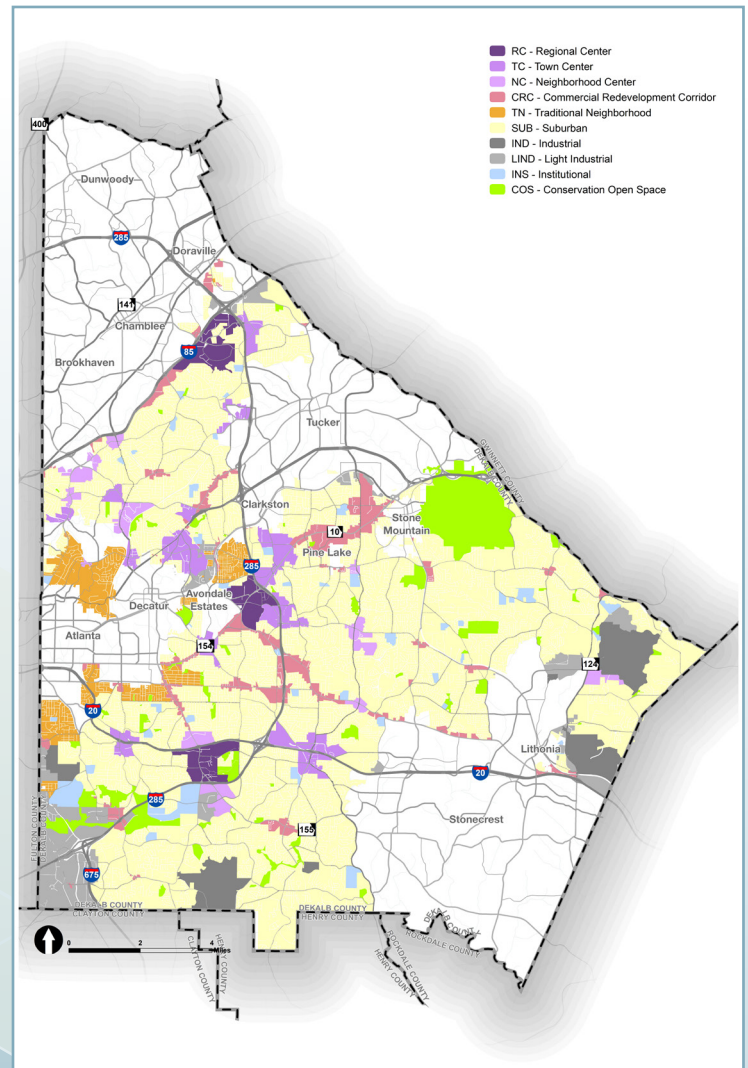 RC - Regional Center
TC - Town Center
NC - Neighborhood Center
CRC - Commercial Redevelopment Corridor
TN - Traditional Neighborhood
SUB - Suburban
IND - Industrial
LIND - Light Industrial
INS - Institutional
COS - Conservation Open Space
400
Dunwoody
285
Doraville
141
Chamblee
85
Brookhaven
Tucker
GWINNETT COUNTY
DEKALB COUNTY
Clarkston
10
Stone
Mountain
Pine Lake
285
Avondale
Estates
Decatur
Atlanta
154
124
20
Lithonia
20
285
Stonecrest
155
FULTON COUNTY
DEKALB COUNTY
675
DEKALB COUNTY
CLAYTON COUNTY
DEKALB COUNTY
HENRY COUNTY
DEKALB COUNTY
ROCKDALE COUNTY
0 2 4
Miles
CLAYTON COUNTY
HENRY COUNTY
ROCKDALE COUNTY
HENRY COUNTY